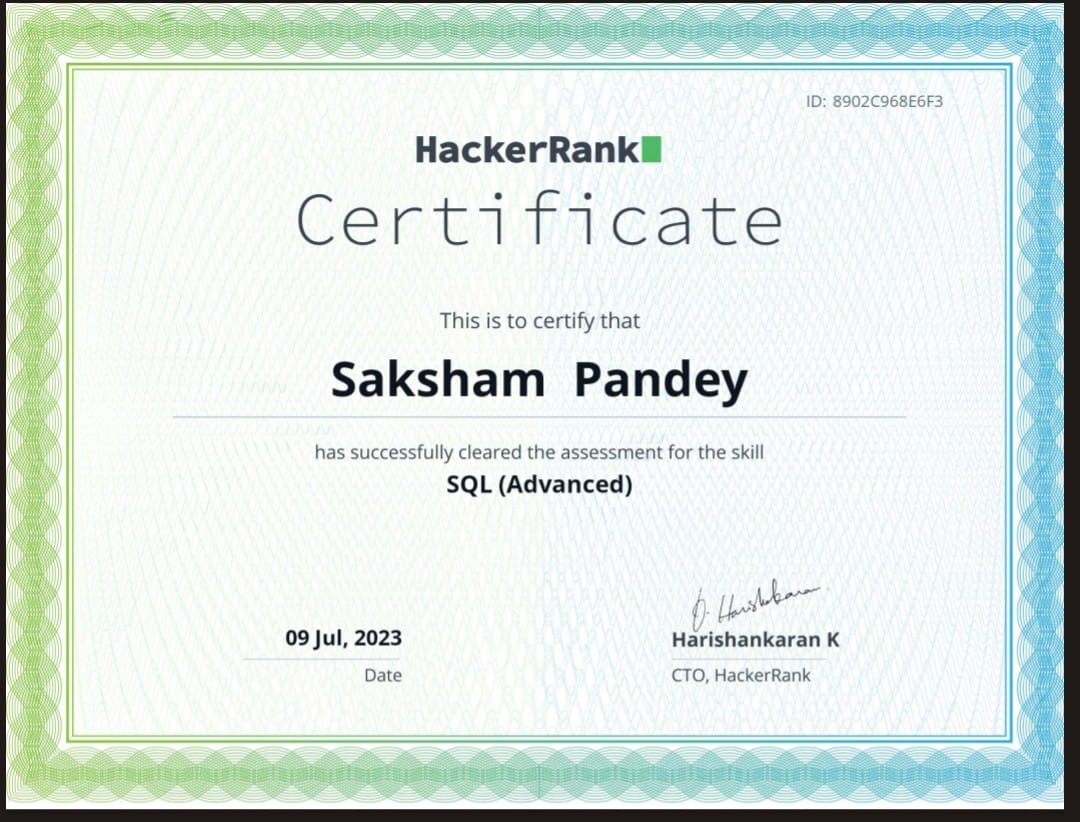 ID: 8902C968E6F3
HackerRank
Certificate
This is to certify that
Saksham Pandey
has successfully cleared the assessment for the skill
SQL (Advanced)
09 Jul, 2023
Date
H. Harishankaran
Harishankaran K
CTO, HackerRank